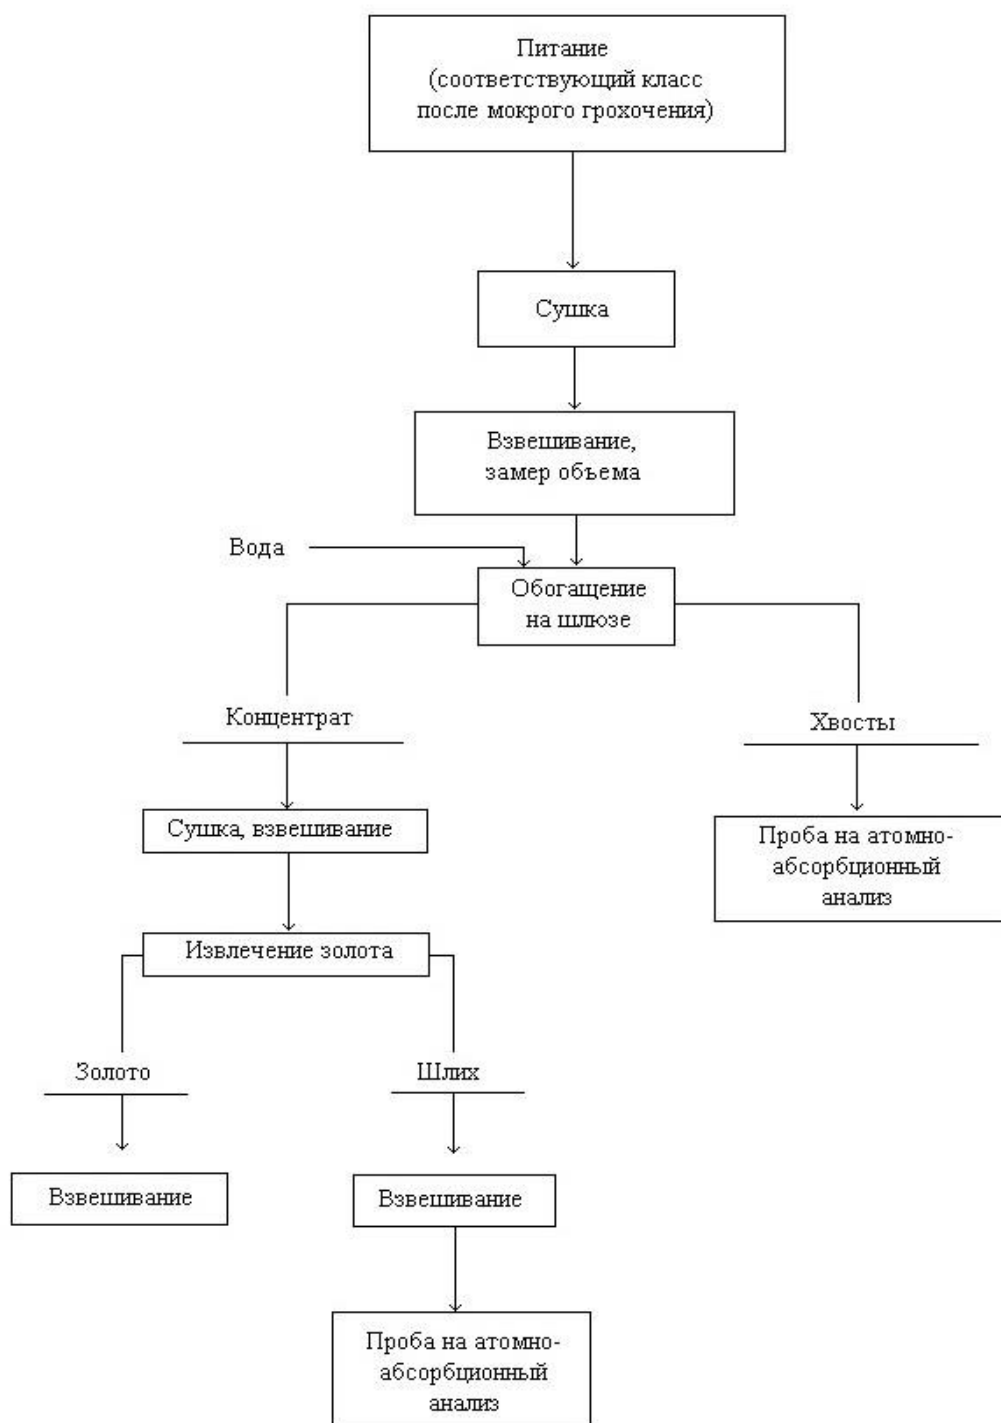 Питание
(соответствующий класс
после мокрого грохочения)
Сушка
Взвешивание,
замер объема
Вода
Обогащение
на шлюзе
Концентрат
Хвосты
Сушка, взвешивание
Проба на атомно-
абсорбционный
анализ
Извлечение золота
Золото
Шлих
Взвешивание
Взвешивание
Проба на атомно-
абсорбционный
анализ